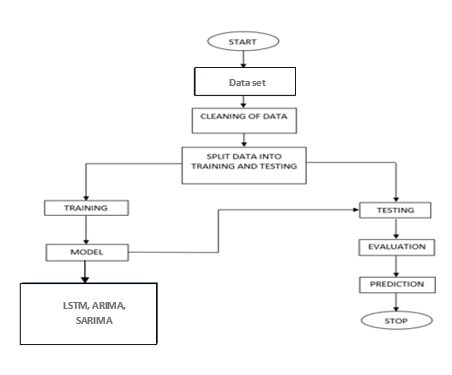 START
Data set
CLEANING OF DATA
SPLIT DATA INTO
TRAINING AND TESTING
TRAINING
TESTING
MODEL
EVALUATION
LSTM, ARIMA,
SARIMA
PREDICTION
STOP